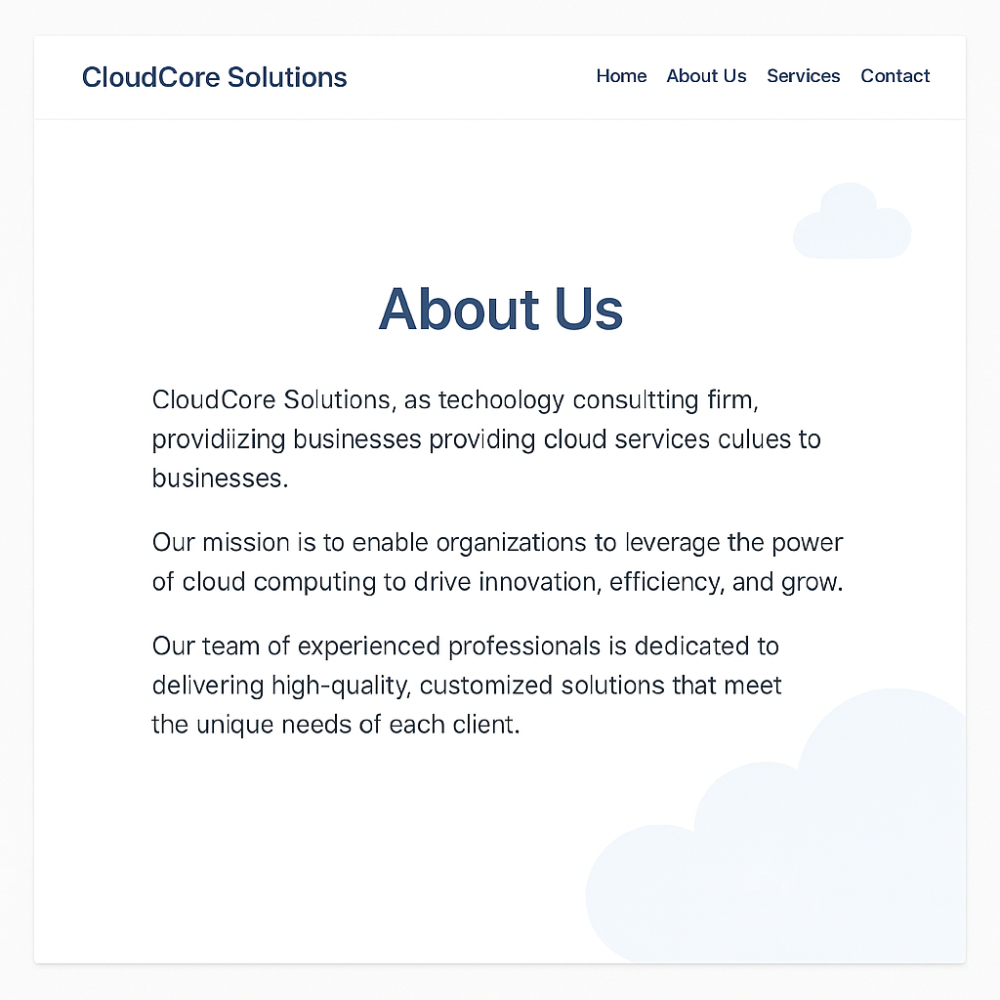 CloudCore Solutions
Home About Us Services Contact
About Us
CloudCore Solutions, as techoology consultting firm,
providiizing businesses providing cloud services culues to
businesses.
Our mission is to enable organizations to leverage the power
of cloud computing to drive innovation, efficiency, and grow.
Our team of experienced professionals is dedicated to
delivering high-quality, customized solutions that meet
the unique needs of each client.